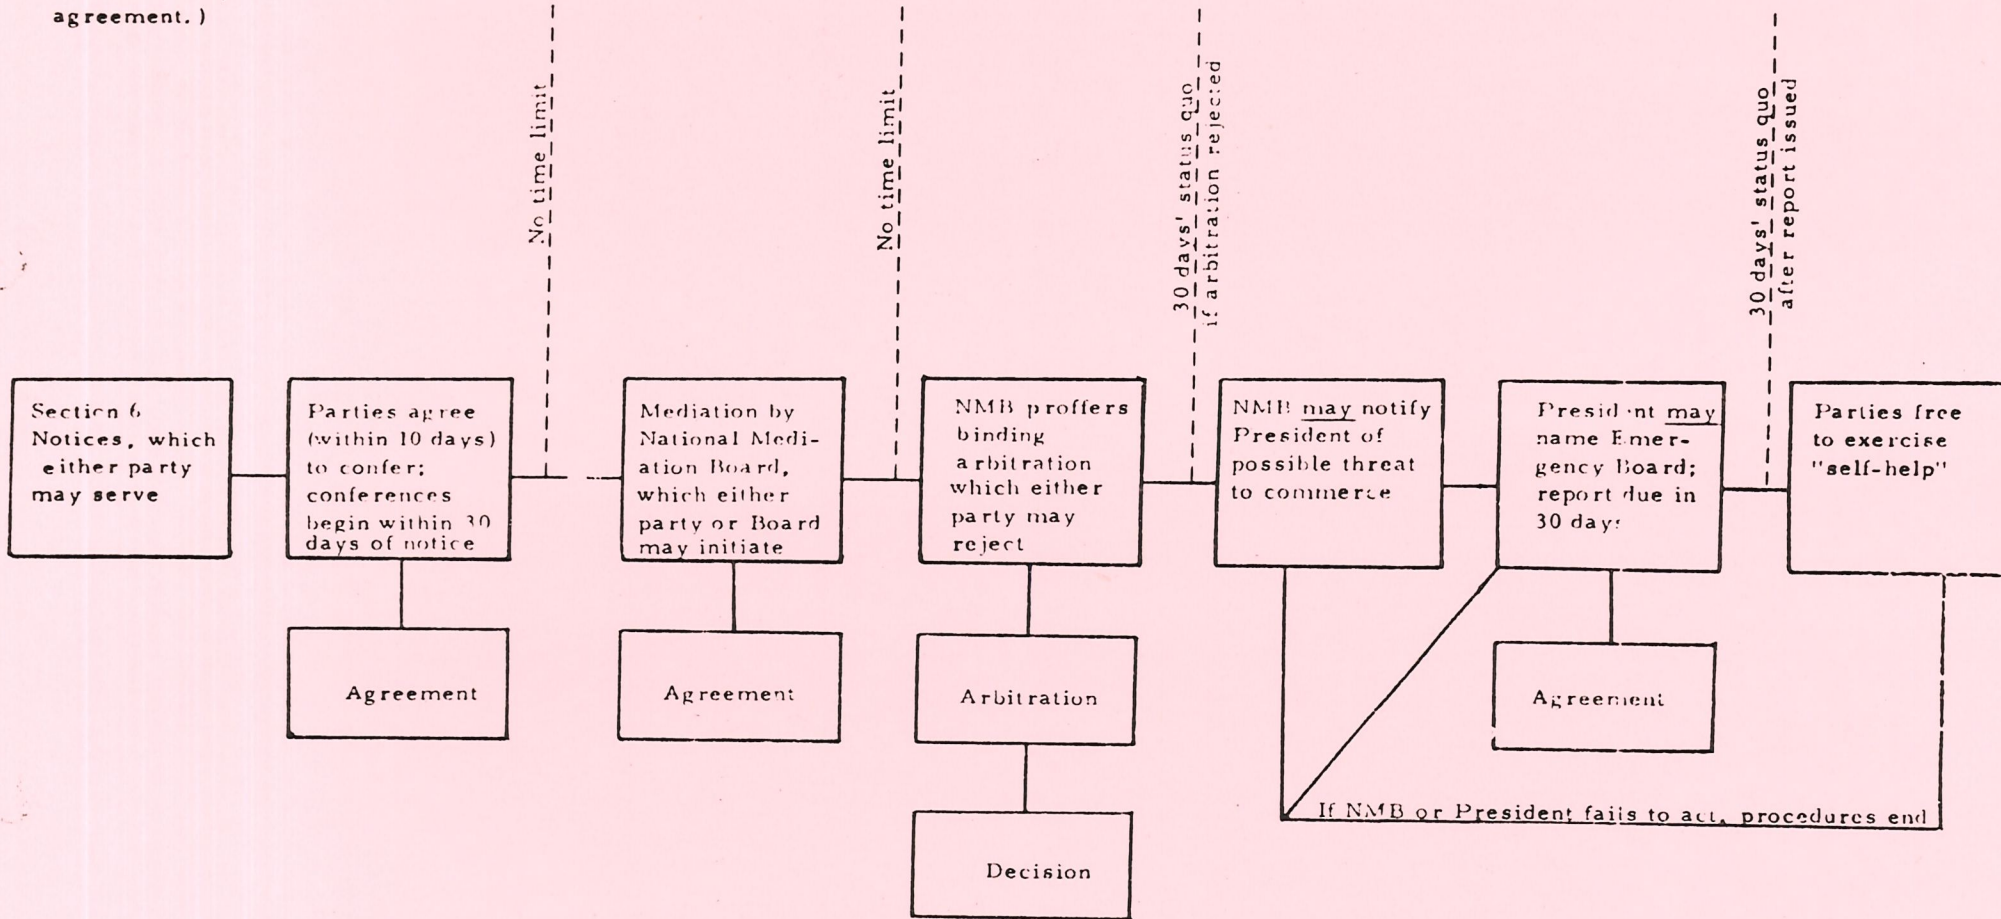 agreement. )
No time limit
No time limit
30 days' status quo
if arbitration rejected
30 days' status quo
after report issued
Section 6
Notices, which
either party
may serve
Parties agree
(within 10 days)
to confer;
conferences
begin within 30
days of notice
Mediation by
National Medi-
ation Board,
which either
party or Board
may initiate
NMB proffers
binding
arbitration
which either
party may
reject
NMB may notify
President of
possible threat
to commerce
President may
name Emer-
gency Board;
report due in
30 days
Parties free
to exercise
"self-help"
Agreement
Agreement
Arbitration
Agreement
If NMB or President fails to act, procedures end
Decision